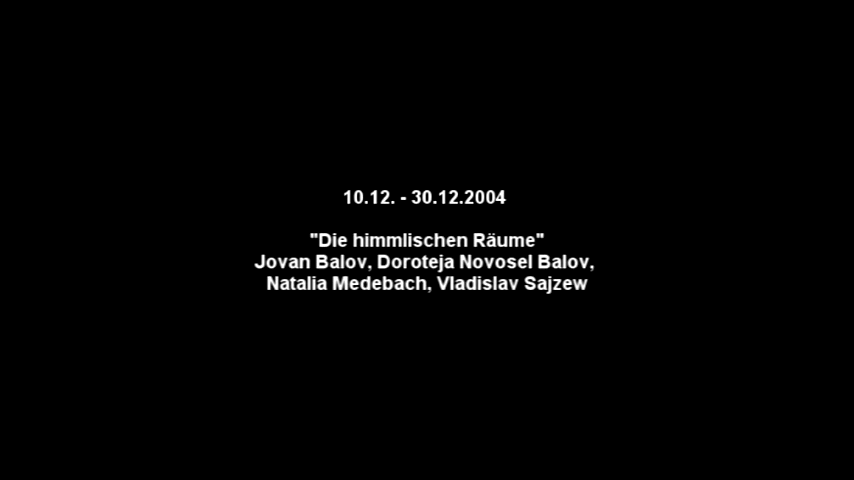 10.12. - 30.12.2004
"Die himmlischen Räume"
Jovan Balov, Doroteja Novosel Balov,
Natalia Medebach, Vladislav Sajzew